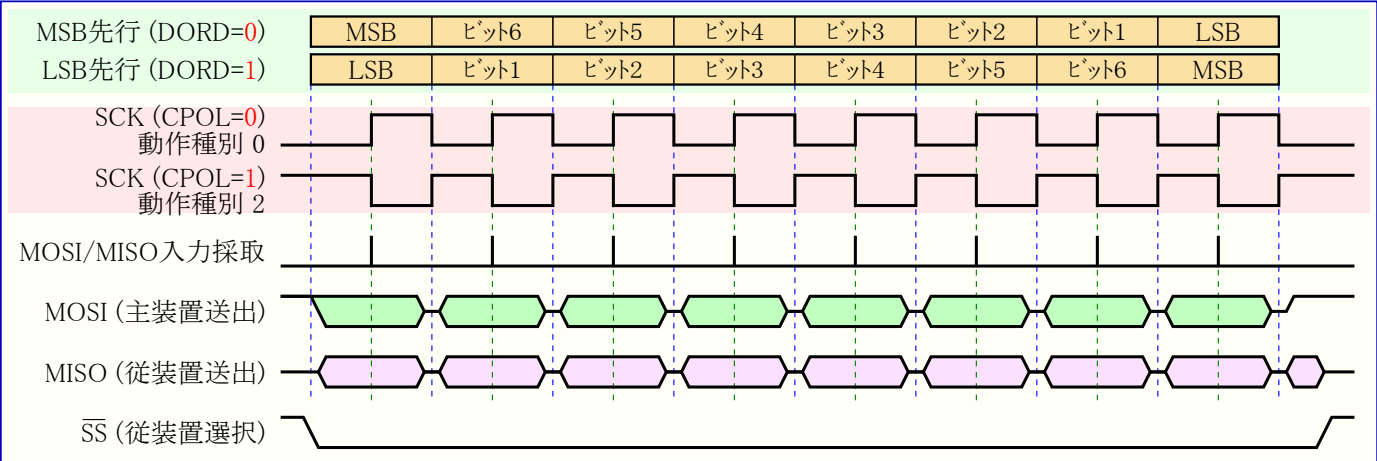 MSB先行 (DORD=0) MSB ビット6 ビット5 ビット4 ビット3 ビット2 ビット1 LSB
LSB先行 (DORD=1) LSB ビット1 ビット2 ビット3 ビット4 ビット5 ビット6 MSB
SCK (CPOL=0)
動作種別 0
SCK (CPOL=1)
動作種別 2
MOSI/MISO入力採取
MOSI (主装置送出)
MISO (従装置送出)
S̅S̅ (従装置選択)